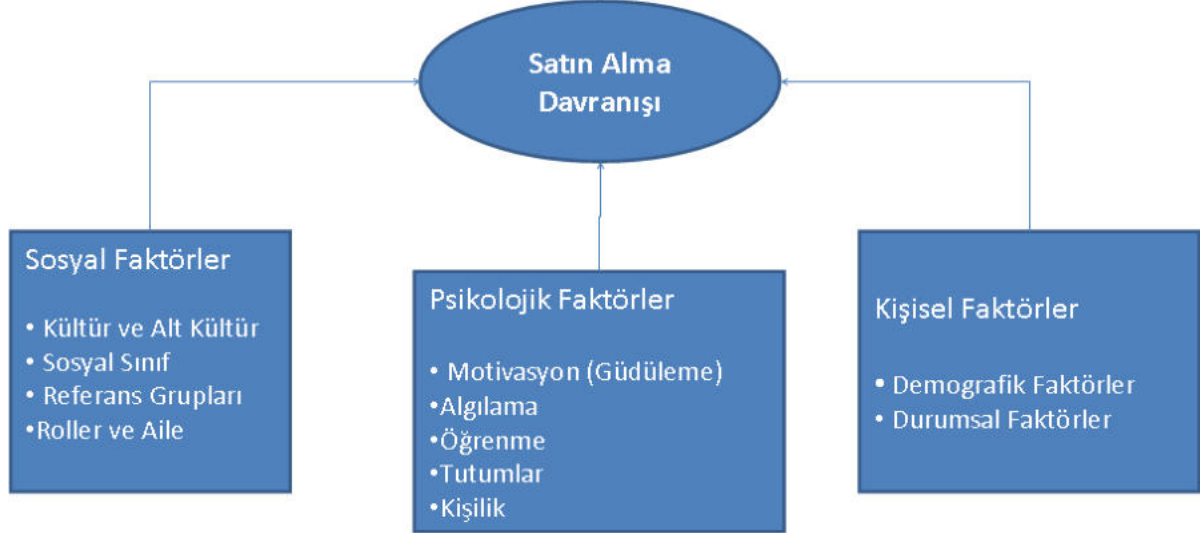 Satın Alma
Davranışı
Sosyal Faktörler
• Kültür ve Alt Kültür
• Sosyal Sınıf
• Referans Grupları
•Roller ve Aile
Psikolojik Faktörler
• Motivasyon (Güdüleme)
•Algılama
•Öğrenme
•Tutumlar
•Kişilik
Kişisel Faktörler
• Demografik Faktörler
• Durumsal Faktörler